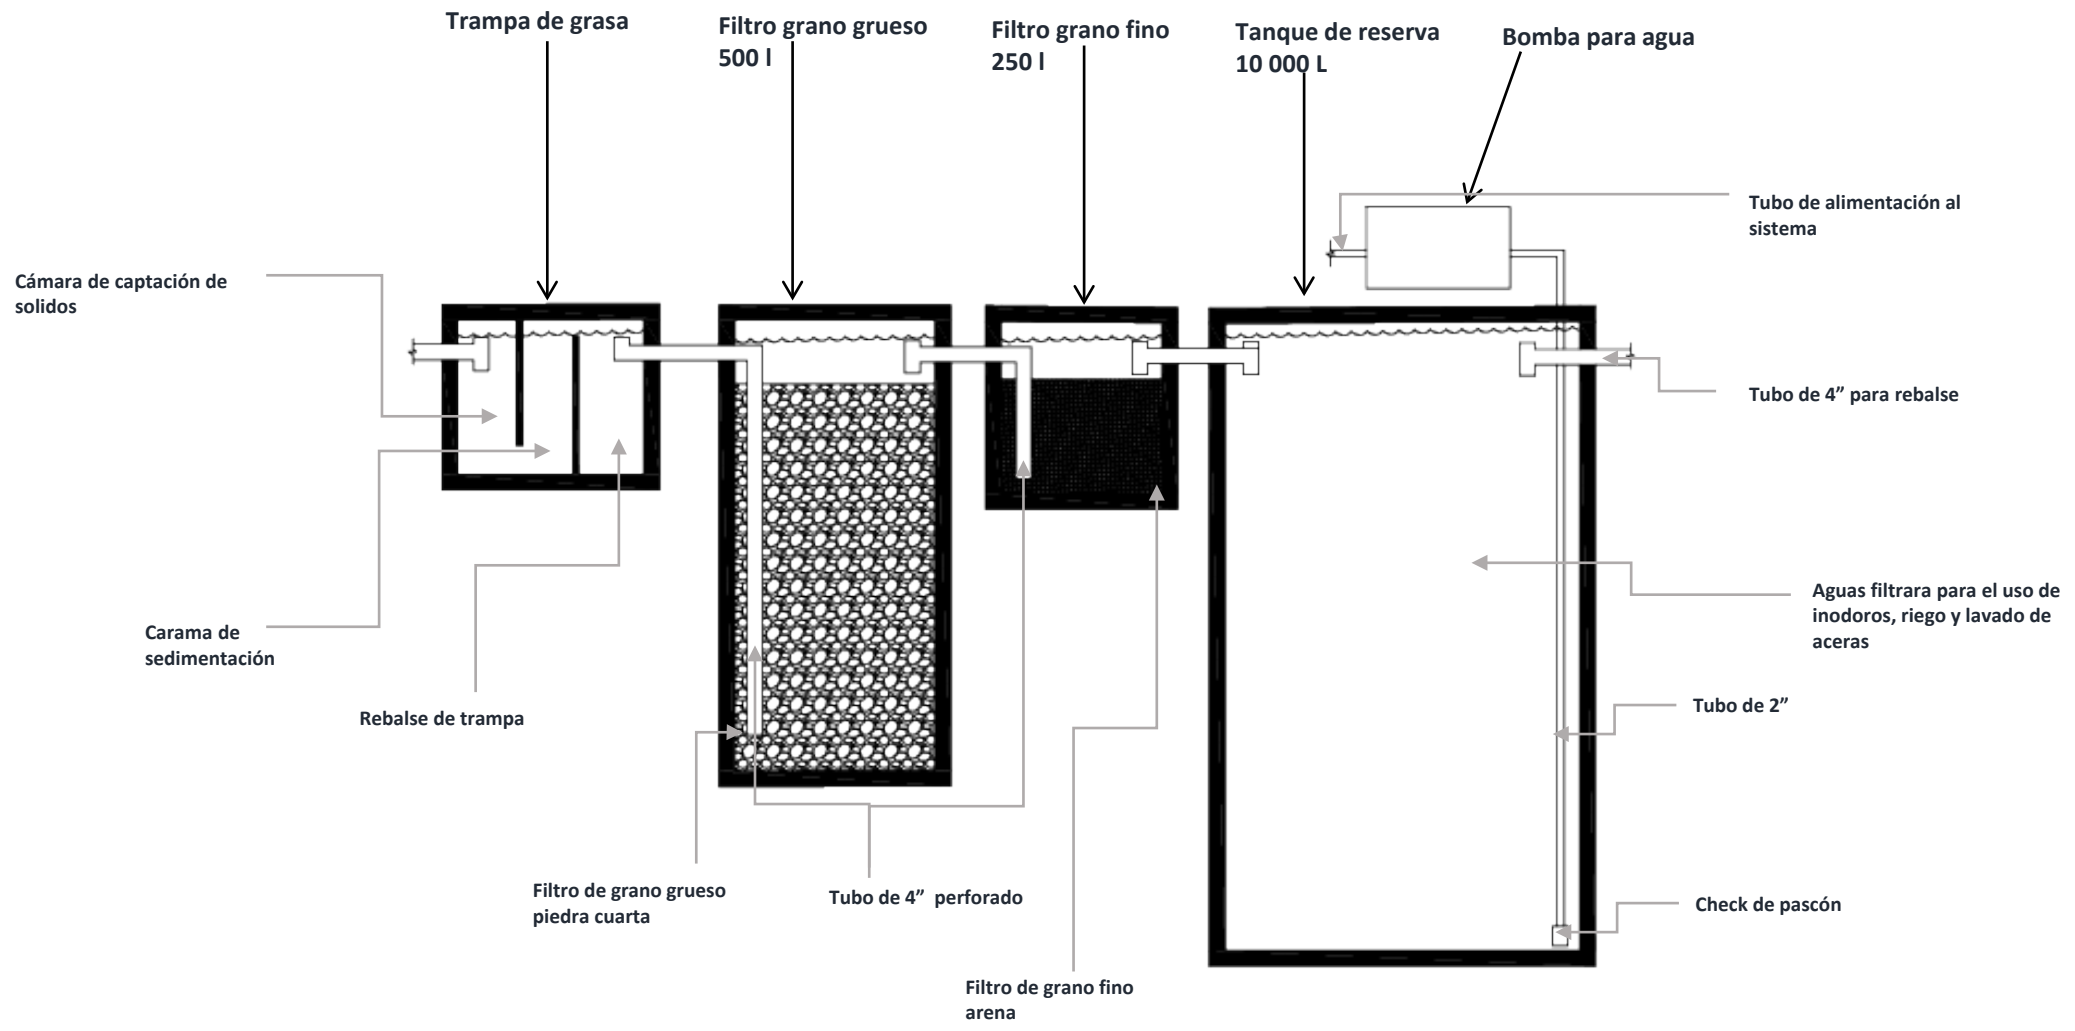 Trampa de grasa
Filtro grano grueso
500 l
Filtro grano fino
250 l
Tanque de reserva
10 000 L
Bomba para agua
Tubo de alimentación al
sistema
Cámara de captación de
solidos
Tubo de 4” para rebalse
Aguas filtrara para el uso de
inodoros, riego y lavado de
aceras
Carama de
sedimentación
Rebalse de trampa
Tubo de 2”
Filtro de grano grueso
piedra cuarta
Tubo de 4” perforado
Check de pascón
Filtro de grano fino
arena